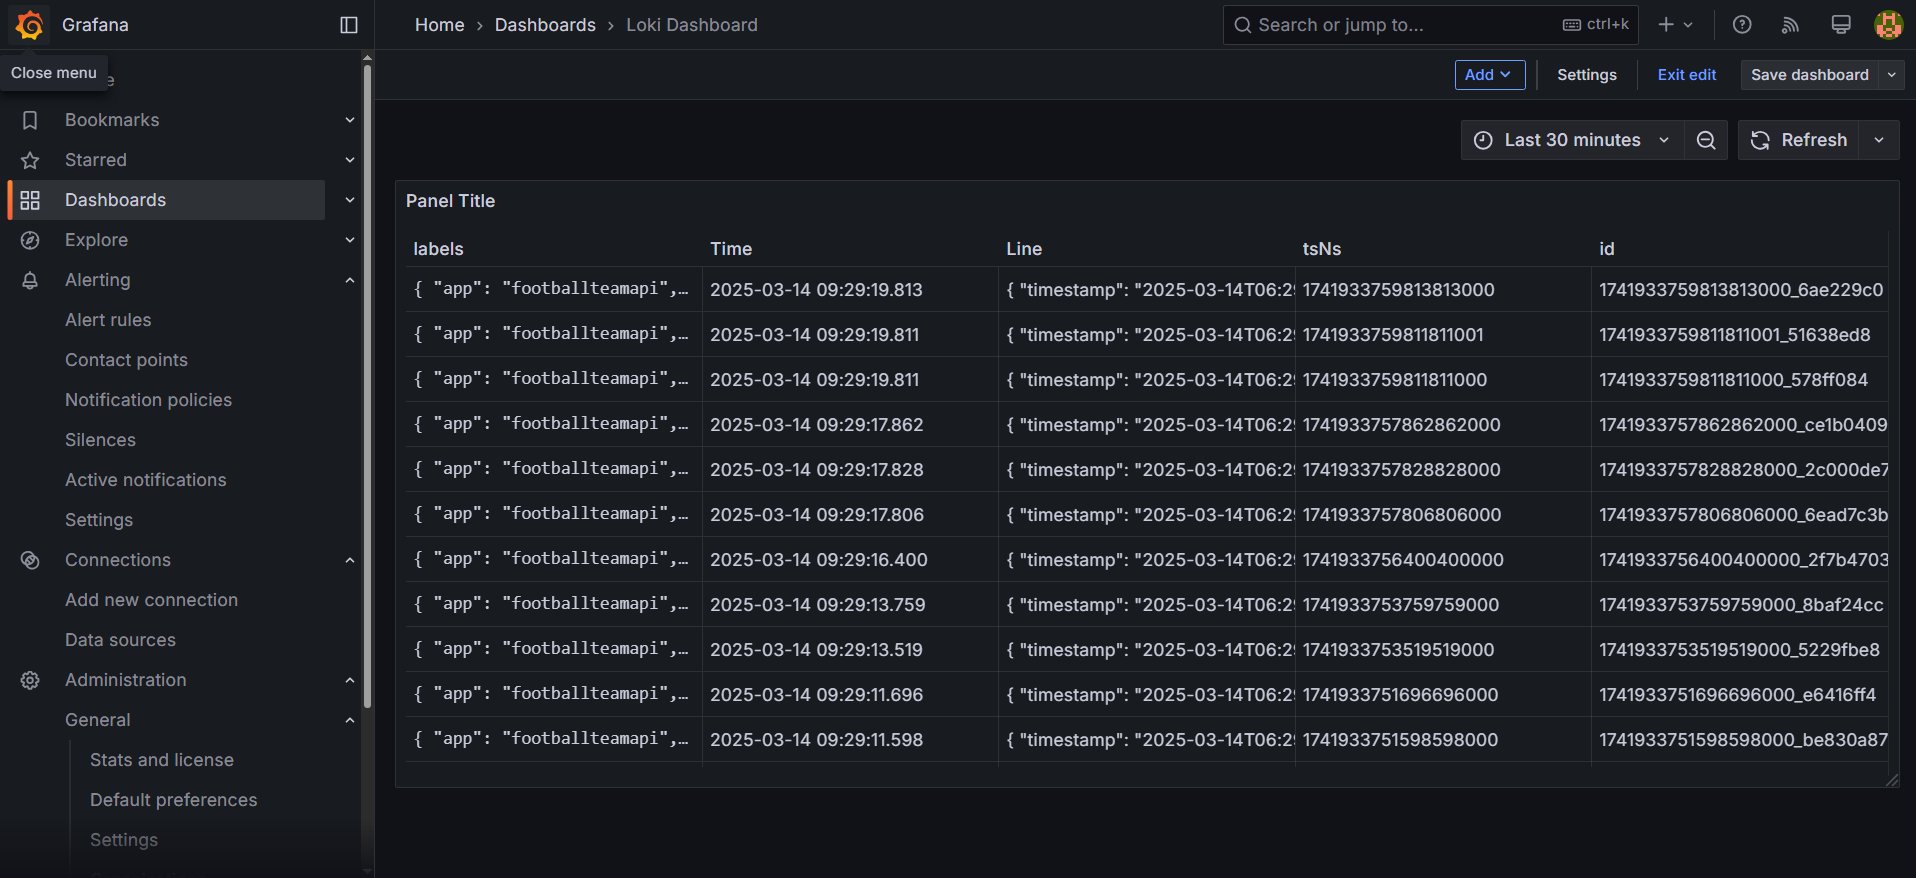 Grafana
Home › Dashboards › Loki Dashboard
Search or jump to...
ctrl+k
Close menu
Add
Settings
Exit edit
Save dashboard
Bookmarks
Starred
Dashboards
Explore
Alerting
Alert rules
Contact points
Notification policies
Silences
Active notifications
Settings
Connections
Add new connection
Data sources
Administration
General
Stats and license
Default preferences
Settings
Last 30 minutes
Refresh
Panel Title
labels Time Line tsNs id
{ "app": "footballteamapi",… 2025-03-14 09:29:19.813 { "timestamp": "2025-03-14T06:29 1741933759813813000 1741933759813813000_6ae229c0
{ "app": "footballteamapi",… 2025-03-14 09:29:19.811 { "timestamp": "2025-03-14T06:29 1741933759811811001 1741933759811811001_51638ed8
{ "app": "footballteamapi",… 2025-03-14 09:29:19.811 { "timestamp": "2025-03-14T06:29 1741933759811811000 1741933759811811000_578ff084
{ "app": "footballteamapi",… 2025-03-14 09:29:17.862 { "timestamp": "2025-03-14T06:29 1741933757862862000 1741933757862862000_ce1b0409
{ "app": "footballteamapi",… 2025-03-14 09:29:17.828 { "timestamp": "2025-03-14T06:29 1741933757828828000 1741933757828828000_2c000de7
{ "app": "footballteamapi",… 2025-03-14 09:29:17.806 { "timestamp": "2025-03-14T06:29 1741933757806806000 1741933757806806000_6ead7c3b
{ "app": "footballteamapi",… 2025-03-14 09:29:16.400 { "timestamp": "2025-03-14T06:29 1741933756400400000 1741933756400400000_2f7b4703
{ "app": "footballteamapi",… 2025-03-14 09:29:13.759 { "timestamp": "2025-03-14T06:29 1741933753759759000 1741933753759759000_8baf24cc
{ "app": "footballteamapi",… 2025-03-14 09:29:13.519 { "timestamp": "2025-03-14T06:29 1741933753519519000 1741933753519519000_5229fbe8
{ "app": "footballteamapi",… 2025-03-14 09:29:11.696 { "timestamp": "2025-03-14T06:29 1741933751696696000 1741933751696696000_e6416ff4
{ "app": "footballteamapi",… 2025-03-14 09:29:11.598 { "timestamp": "2025-03-14T06:29 1741933751598598000 1741933751598598000_be830a87